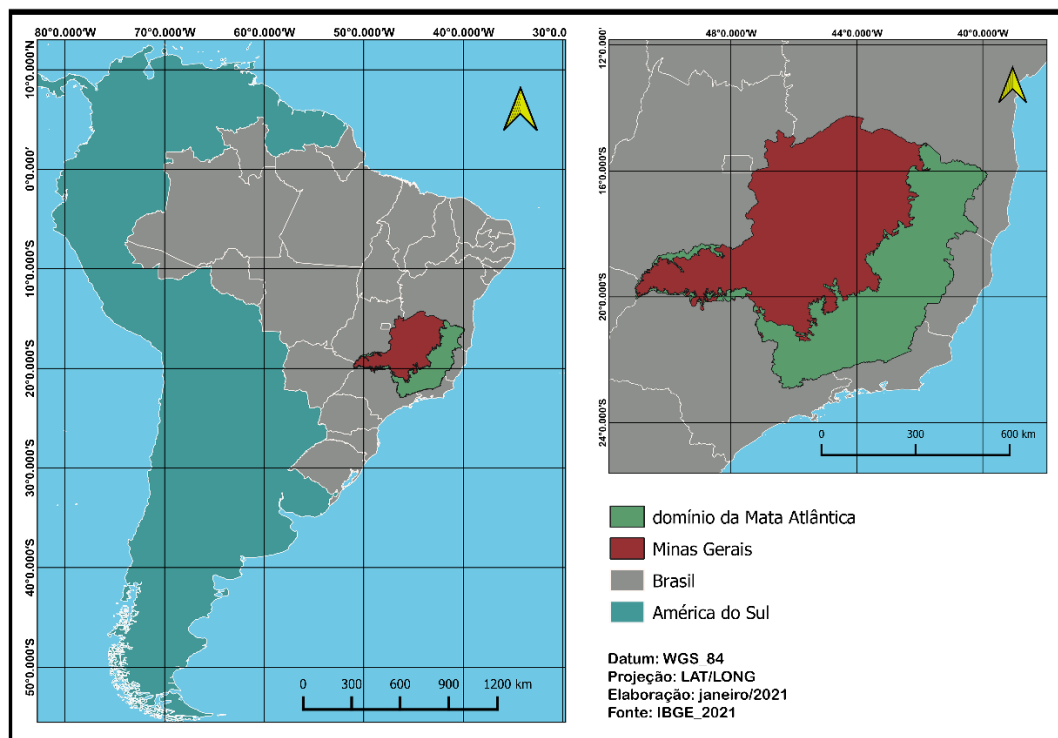 80°0.000'W 70°0.000'W 60°0.000'W 50°0.000'W 40°0.000'W 30°0.0
10°0.000'N
0°0.000'
10°0.000'S
20°0.000'S
30°0.000'S
40°0.000'S
50°0.000'S
0 300 600 900 1200 km
48°0.000'W 44°0.000'W 40°0.000'W
12°0.000'
16°0.000'S
20°0.000'S
24°0.000'S
0 300 600 km
domínio da Mata Atlântica
Minas Gerais
Brasil
América do Sul
Datum: WGS_84
Projeção: LAT/LONG
Elaboração: janeiro/2021
Fonte: IBGE_2021